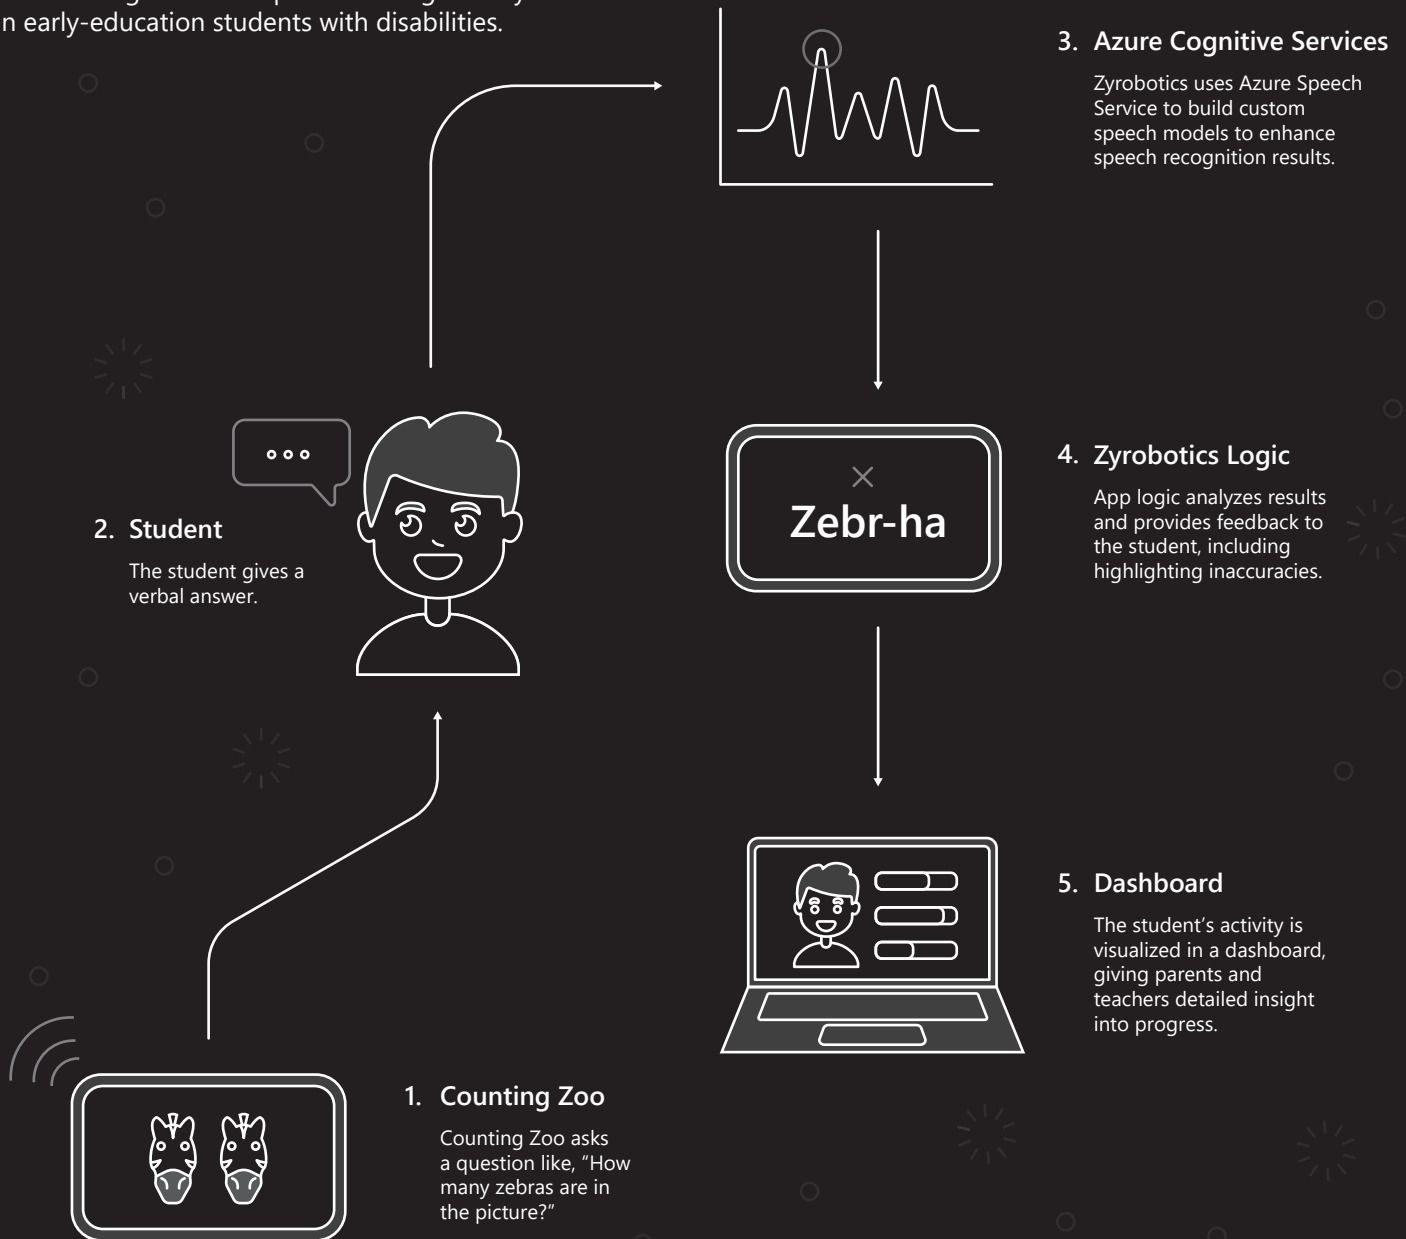 n early-education students with disabilities.
3. Azure Cognitive Services
Zyrobotics uses Azure Speech
Service to build custom
speech models to enhance
speech recognition results.
2. Student
The student gives a
verbal answer.
Zebr-ha
4. Zyrobotics Logic
App logic analyzes results
and provides feedback to
the student, including
highlighting inaccuracies.
5. Dashboard
The student’s activity is
visualized in a dashboard,
giving parents and
teachers detailed insight
into progress.
1. Counting Zoo
Counting Zoo asks
a question like, “How
many zebras are in
the picture?”